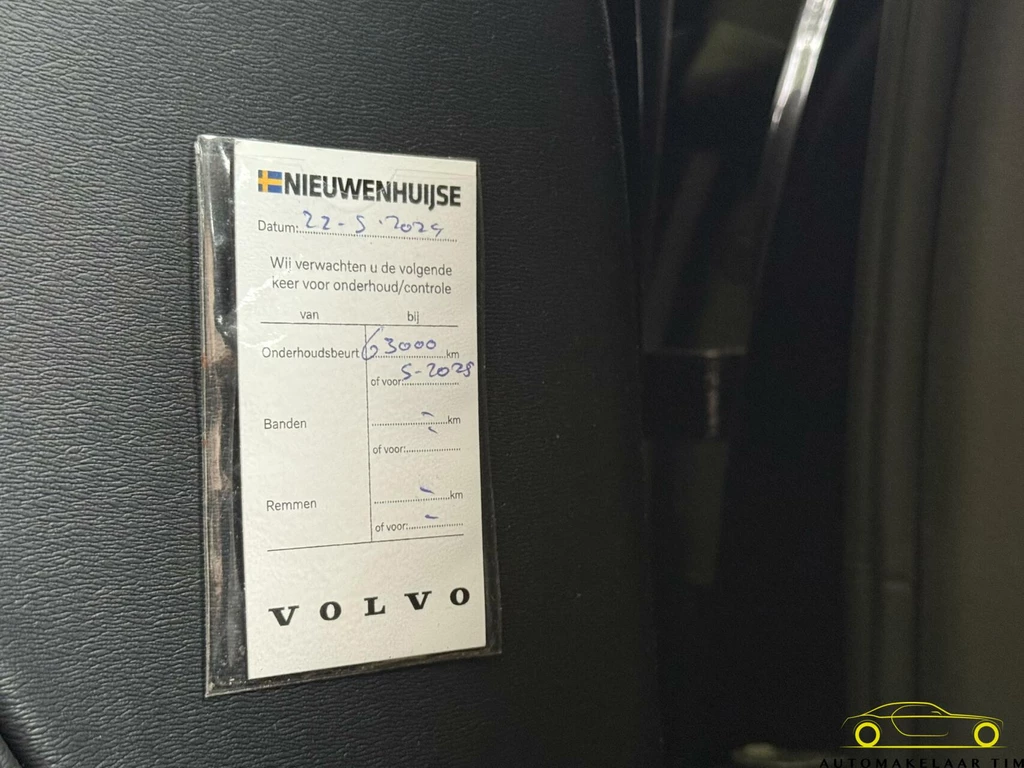 NIEUWENHUIJSE
Datum: 22-5-2024
Wij verwachten u de volgende
keer voor onderhoud/controle
van bij
Onderhoudsbeurt 63000 km
of voor: 5-2025
Banden - km
of voor: -
Remmen - km
of voor: -
VOLVO
AUTOMAKELAAR TIM